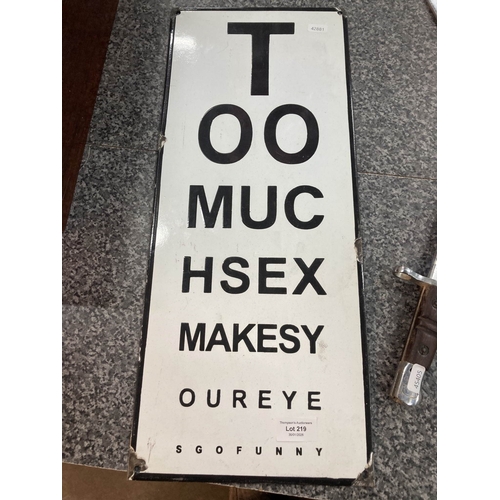 T
OO
MUC
HSEX
MAKESY
OUREYE
Lot 219
SGOFUNNY